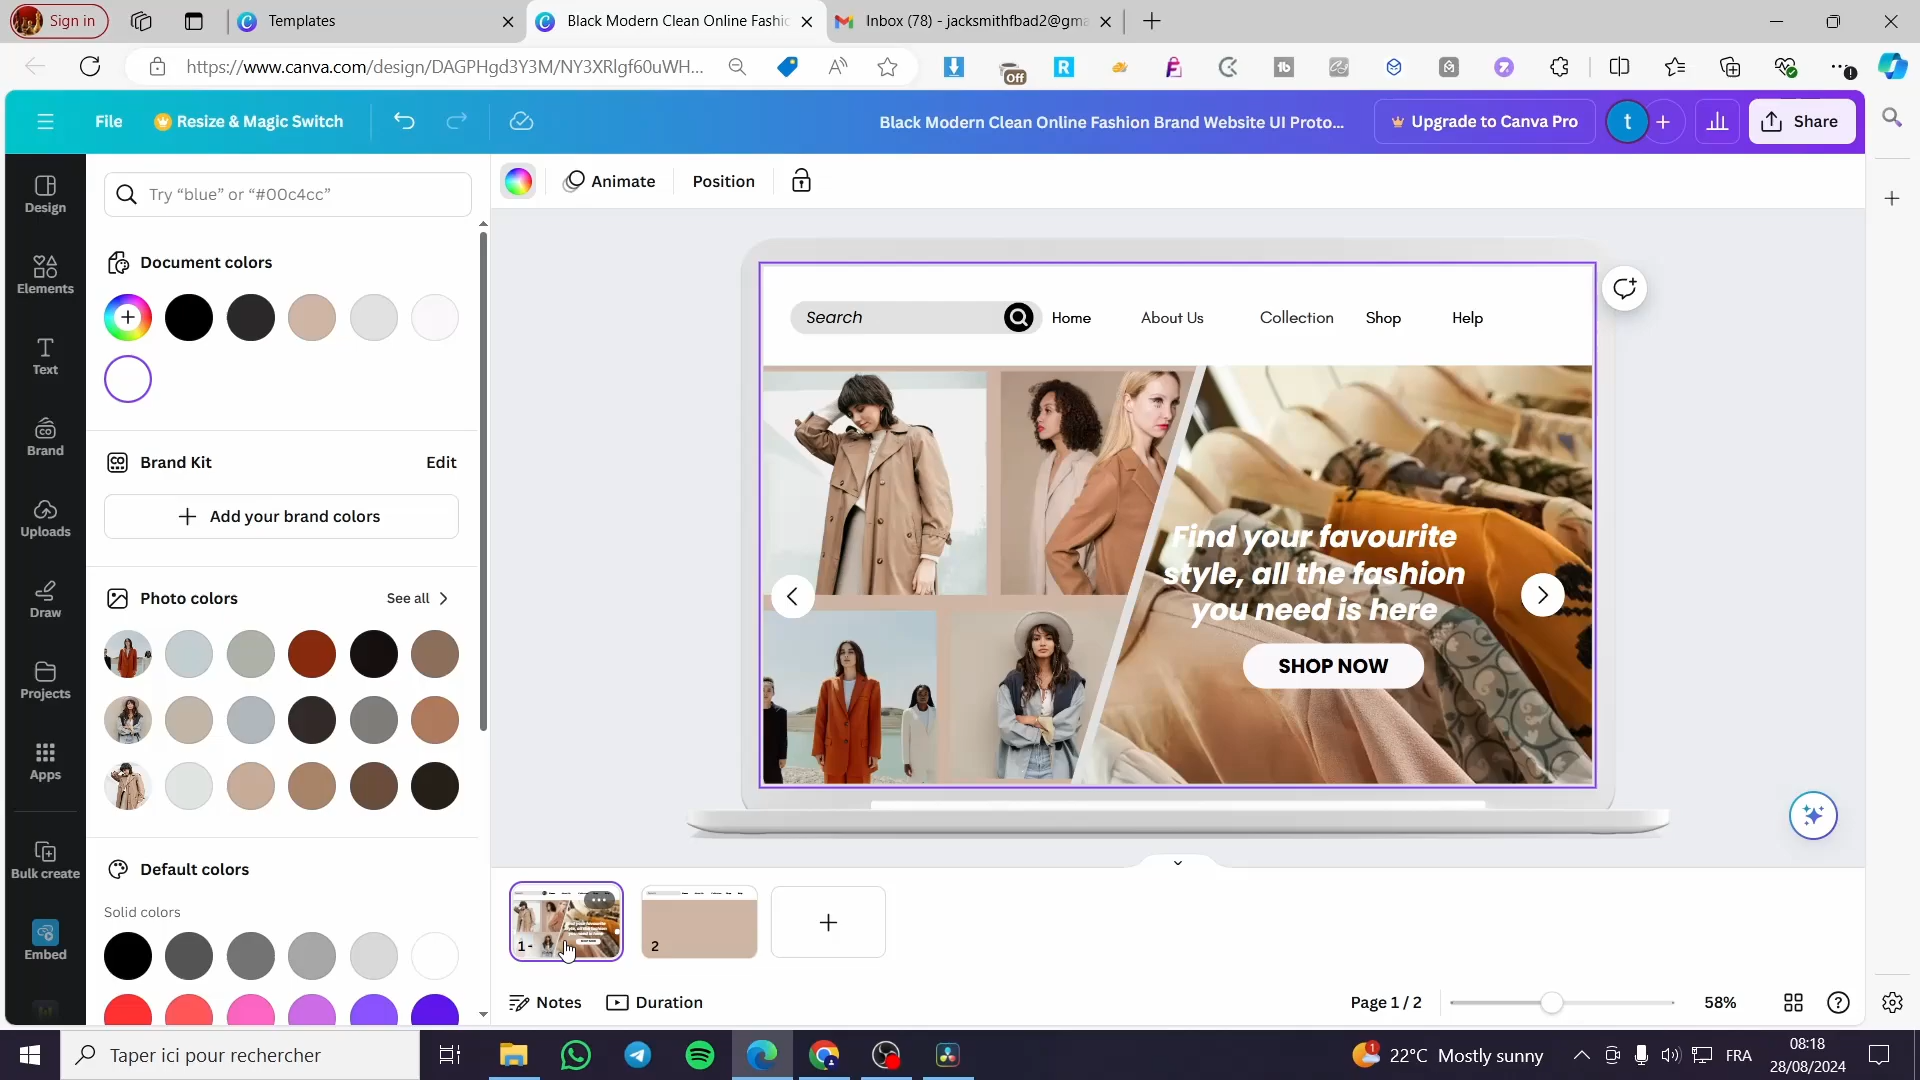 Sign in
Templates
Black Modern Clean Online Fashic
Inbox (78) - jacksmithfbad2@gma
https://www.canva.com/design/DAGPHgd3Y3M/NY3XRlgf60uWH...
Off
File
Resize & Magic Switch
Black Modern Clean Online Fashion Brand Website UI Proto...
Upgrade to Canva Pro
t
Share
Design
Elements
Text
Brand
Uploads
Draw
Projects
Apps
Bulk create
Embed
Try “blue” or “#00c4cc”
Document colors
Brand Kit
Edit
Add your brand colors
Photo colors
See all
Default colors
Solid colors
Animate
Position
Search
Home
About Us
Collection
Shop
Help
Find your favourite
style, all the fashion
you need is here
SHOP NOW
1 -
2
Notes
Duration
Page 1 / 2
58%
Taper ici pour rechercher
22°C Mostly sunny
FRA
08:18
28/08/2024